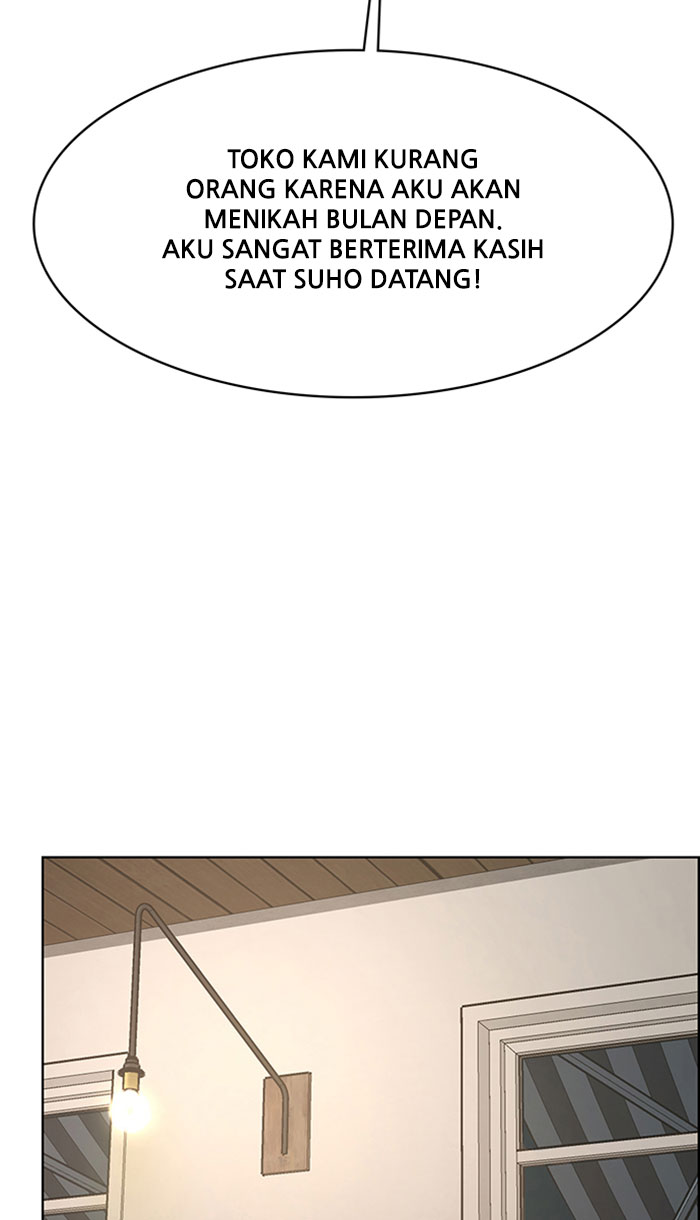 TOKO KAMI KURANG
ORANG KARENA AKU AKAN
MENIKAH BULAN DEPAN.
AKU SANGAT BERTERIMA KASIH
SAAT SUHO DATANG!